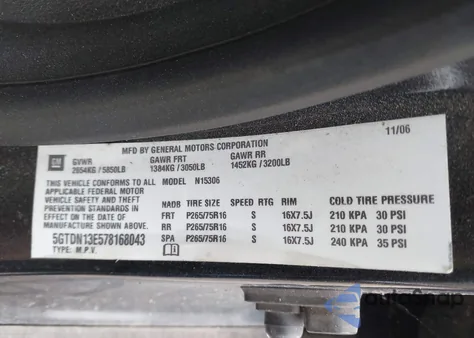 MFD BY GENERAL MOTORS CORPORATION
11/06
GM
GVWR GAWR FRT GAWR RR
2654KG / 5850LB 1384KG / 3050LB 1452KG / 3200LB
THIS VEHICLE CONFORMS TO ALL MODEL N15306
APPLICABLE FEDERAL MOTOR
VEHICLE SAFETY AND THEFT
PREVENTION STANDARDS IN
EFFECT ON THE DATE OF
MANUFACTURE SHOWN ABOVE.
5GTDN13E578168043
TYPE: M.P.V.
NADB TIRE SIZE SPEED RTG RIM COLD TIRE PRESSURE
FRT P265/75R16 S 16X7.5J 210 KPA 30 PSI
RR P265/75R16 S 16X7.5J 210 KPA 30 PSI
SPA P265/75R16 S 16X7.5J 240 KPA 35 PSI
autosnap